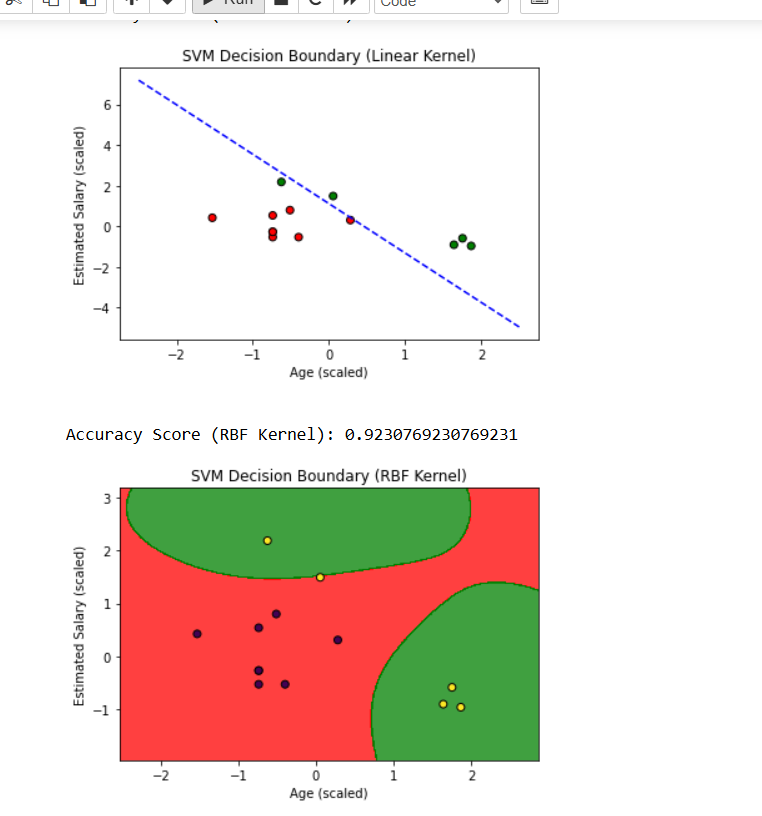 Run
Code
SVM Decision Boundary (Linear Kernel)
6
4
2
0
−2
−4
Estimated Salary (scaled)
−2 −1 0 1 2
Age (scaled)
Accuracy Score (RBF Kernel): 0.9230769230769231
SVM Decision Boundary (RBF Kernel)
3
2
1
0
−1
Estimated Salary (scaled)
−2 −1 0 1 2
Age (scaled)